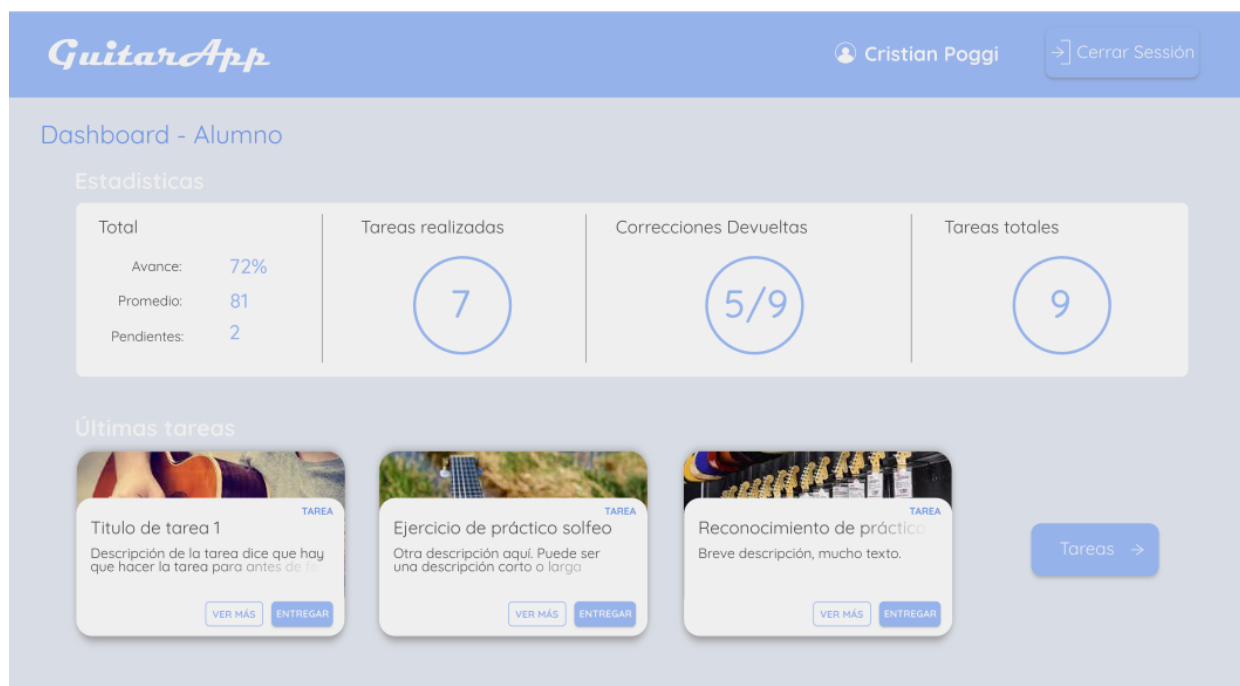 GuitarApp
Cristian Poggi
Cerrar Sessión
Dashboard - Alumno
Estadisticas
Total
Avance: 72%
Promedio: 81
Pendientes: 2
Tareas realizadas
7
Correcciones Devueltas
5/9
Tareas totales
9
Últimas tareas
TAREA
Titulo de tarea 1
Descripción de la tarea dice que hay
que hacer la tarea para antes de
VER MÁS
ENTREGAR
TAREA
Ejercicio de práctico solfeo
Otra descripción aquí. Puede ser
una descripción corto o larga
VER MÁS
ENTREGAR
TAREA
Reconocimiento de práctico
Breve descripción, mucho texto.
VER MÁS
ENTREGAR
Tareas →